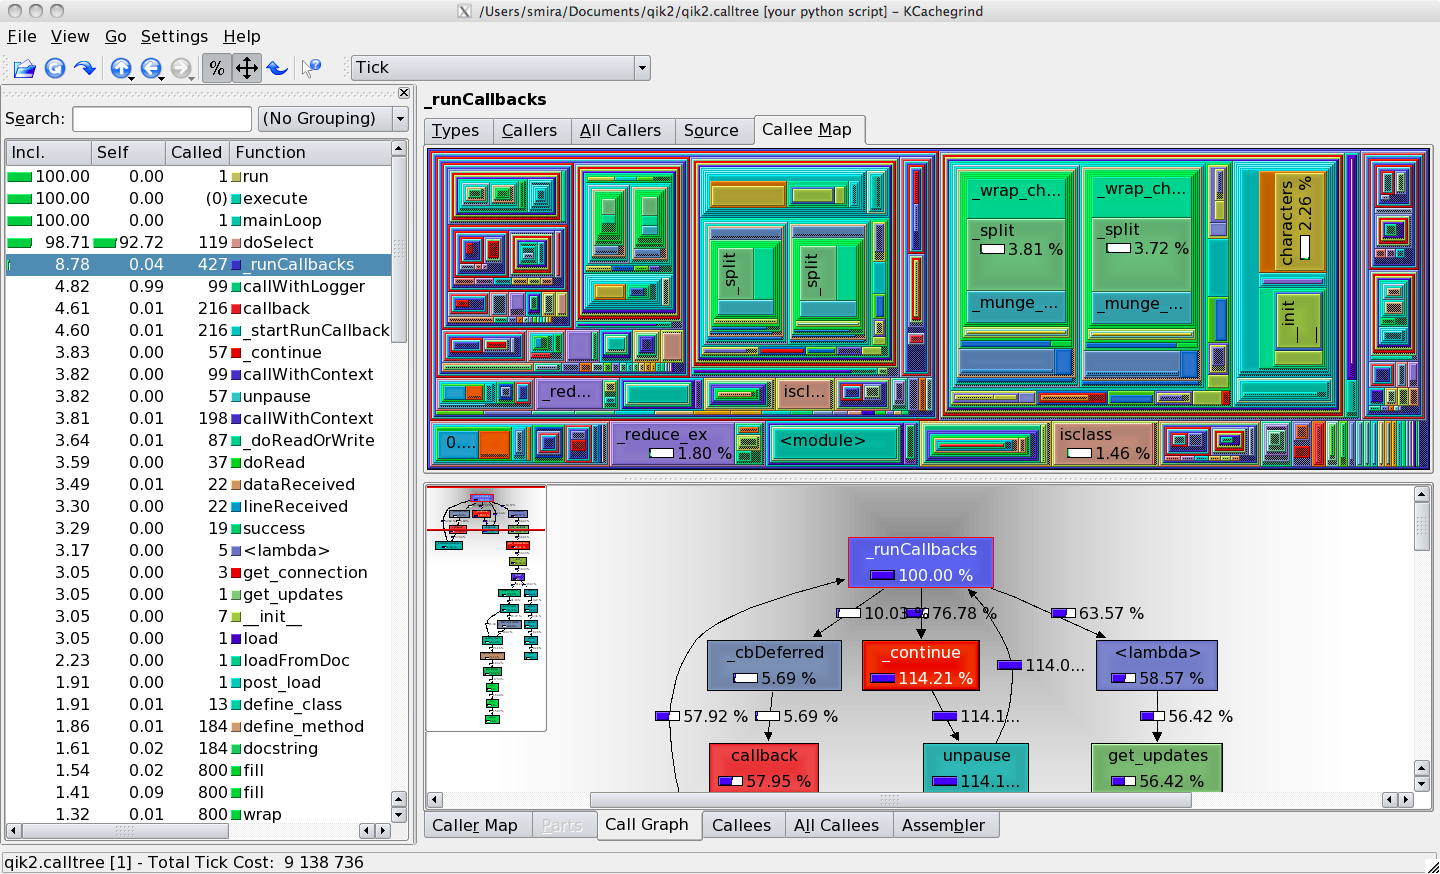 /Users/smira/Documents/qik2/qik2.calltree [your python script] – KCachegrind
File View Go Settings Help
% Tick
Search: (No Grouping)
Incl. Self Called Function
100.00 0.00 1 run
100.00 0.00 (0) execute
100.00 0.00 1 mainLoop
98.71 92.72 119 doSelect
8.78 0.04 427 _runCallbacks
4.82 0.99 99 callWithLogger
4.61 0.01 216 callback
4.60 0.01 216 _startRunCallback
3.83 0.00 57 _continue
3.82 0.00 99 callWithContext
3.82 0.00 57 unpause
3.81 0.01 198 callWithContext
3.64 0.01 87 _doReadOrWrite
3.59 0.00 37 doRead
3.49 0.01 22 dataReceived
3.30 0.00 22 lineReceived
3.29 0.00 19 success
3.17 0.00 5 <lambda>
3.05 0.00 3 get_connection
3.05 0.00 1 get_updates
3.05 0.00 7 __init__
3.05 0.00 1 load
2.23 0.00 1 loadFromDoc
1.91 0.00 1 post_load
1.91 0.01 13 define_class
1.86 0.01 184 define_method
1.61 0.02 184 docstring
1.54 0.02 800 fill
1.41 0.09 800 fill
1.32 0.01 800 wrap
_runCallbacks
Types Callers All Callers Source Callee Map
_wrap_ch... _wrap_ch...
_split 3.81 %
_split 3.72 %
_munge_... _munge_...
characters 2.26 %
__init__
_split _split
_red... iscl...
0....
_reduce_ex 1.80 %
<module>
isclass 1.46 %
_runCallbacks
100.00 %
10.03 % 76.78 % 63.57 %
_cbDeferred
5.69 %
_continue
114.21 %
114.0...
<lambda>
58.57 %
57.92 % 5.69 % 114.1... 56.42 %
callback
57.95 %
unpause
114.1...
get_updates
56.42 %
Caller Map Parts Call Graph Callees All Callees Assembler
qik2.calltree [1] - Total Tick Cost: 9 138 736